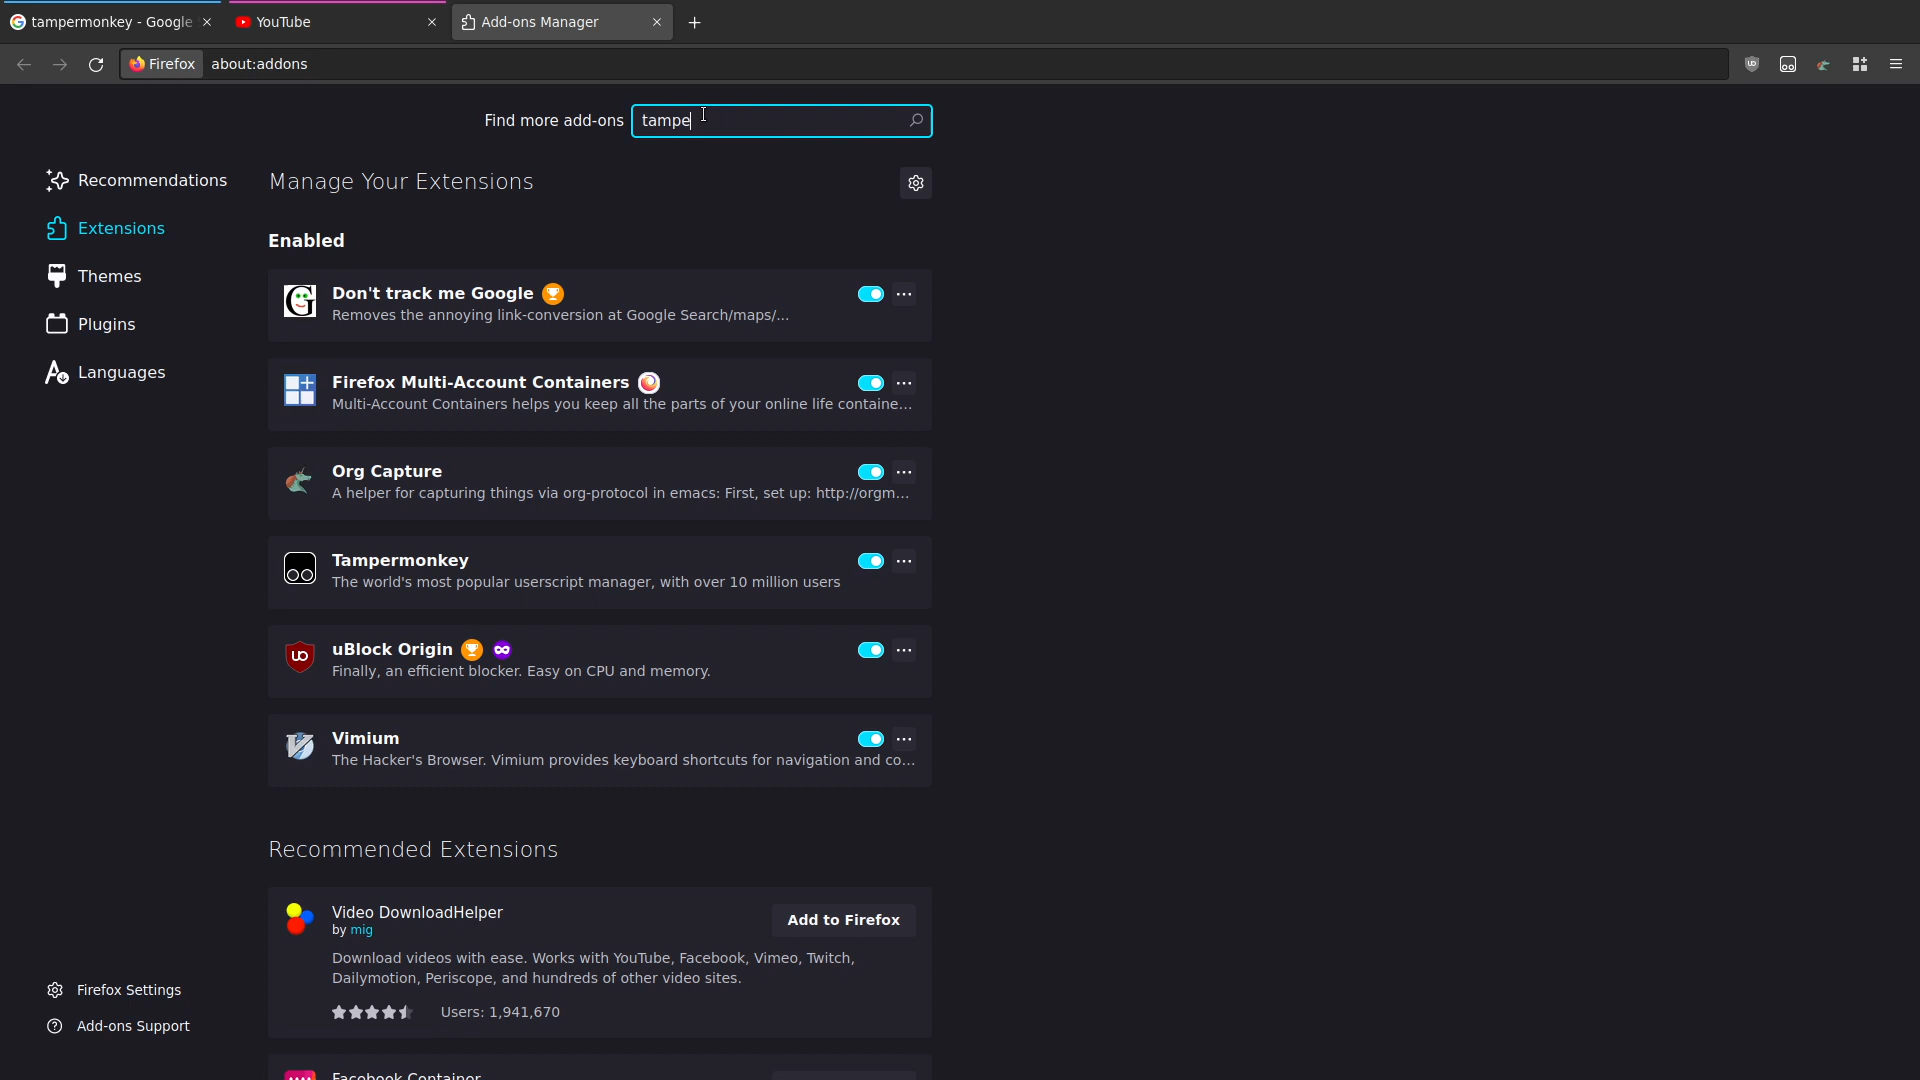 tampermonkey - Google
YouTube
Add-ons Manager
Firefox
about:addons
Find more add-ons
tampe
Recommendations
Extensions
Themes
Plugins
Languages
Manage Your Extensions
Enabled
Don't track me Google
Removes the annoying link-conversion at Google Search/maps/...
Firefox Multi-Account Containers
Multi-Account Containers helps you keep all the parts of your online life containe...
Org Capture
A helper for capturing things via org-protocol in emacs: First, set up: http://orgm...
Tampermonkey
The world's most popular userscript manager, with over 10 million users
uBlock Origin
Finally, an efficient blocker. Easy on CPU and memory.
Vimium
The Hacker's Browser. Vimium provides keyboard shortcuts for navigation and co...
Recommended Extensions
Video DownloadHelper
by mig
Add to Firefox
Download videos with ease. Works with YouTube, Facebook, Vimeo, Twitch,
Dailymotion, Periscope, and hundreds of other video sites.
Users: 1,941,670
Facebook Container
Firefox Settings
Add-ons Support